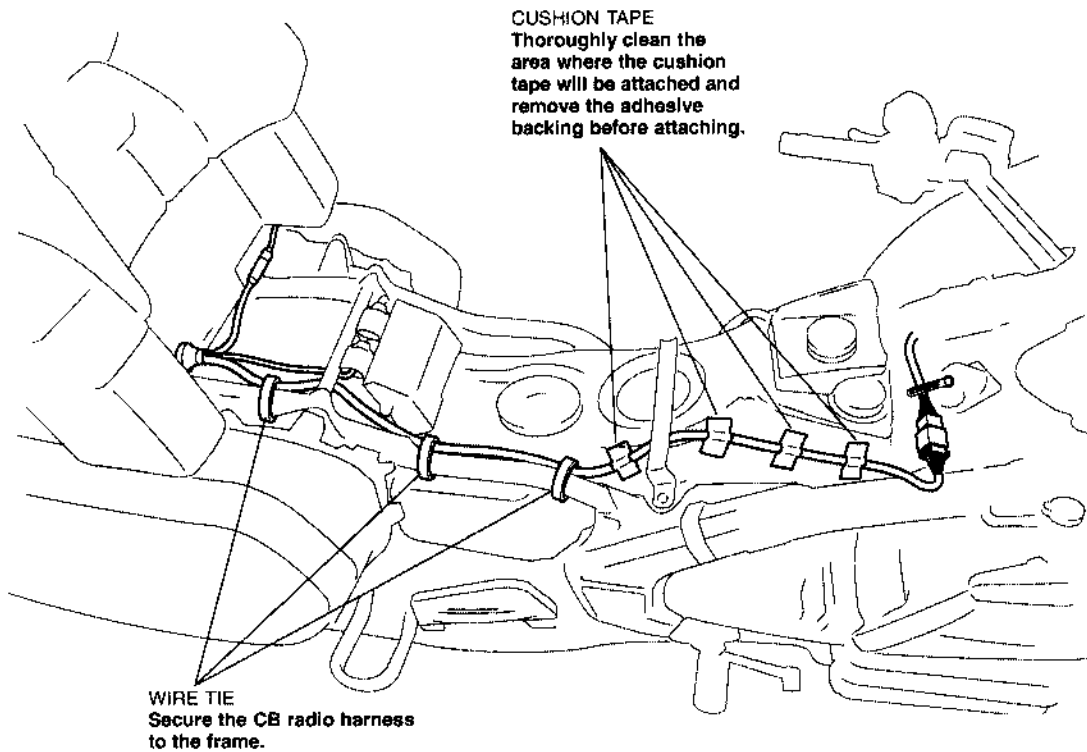 CUSHION TAPE
Thoroughly clean the
area where the cushion
tape will be attached and
remove the adhesive
backing before attaching.
WIRE TIE
Secure the CB radio harness
to the frame.